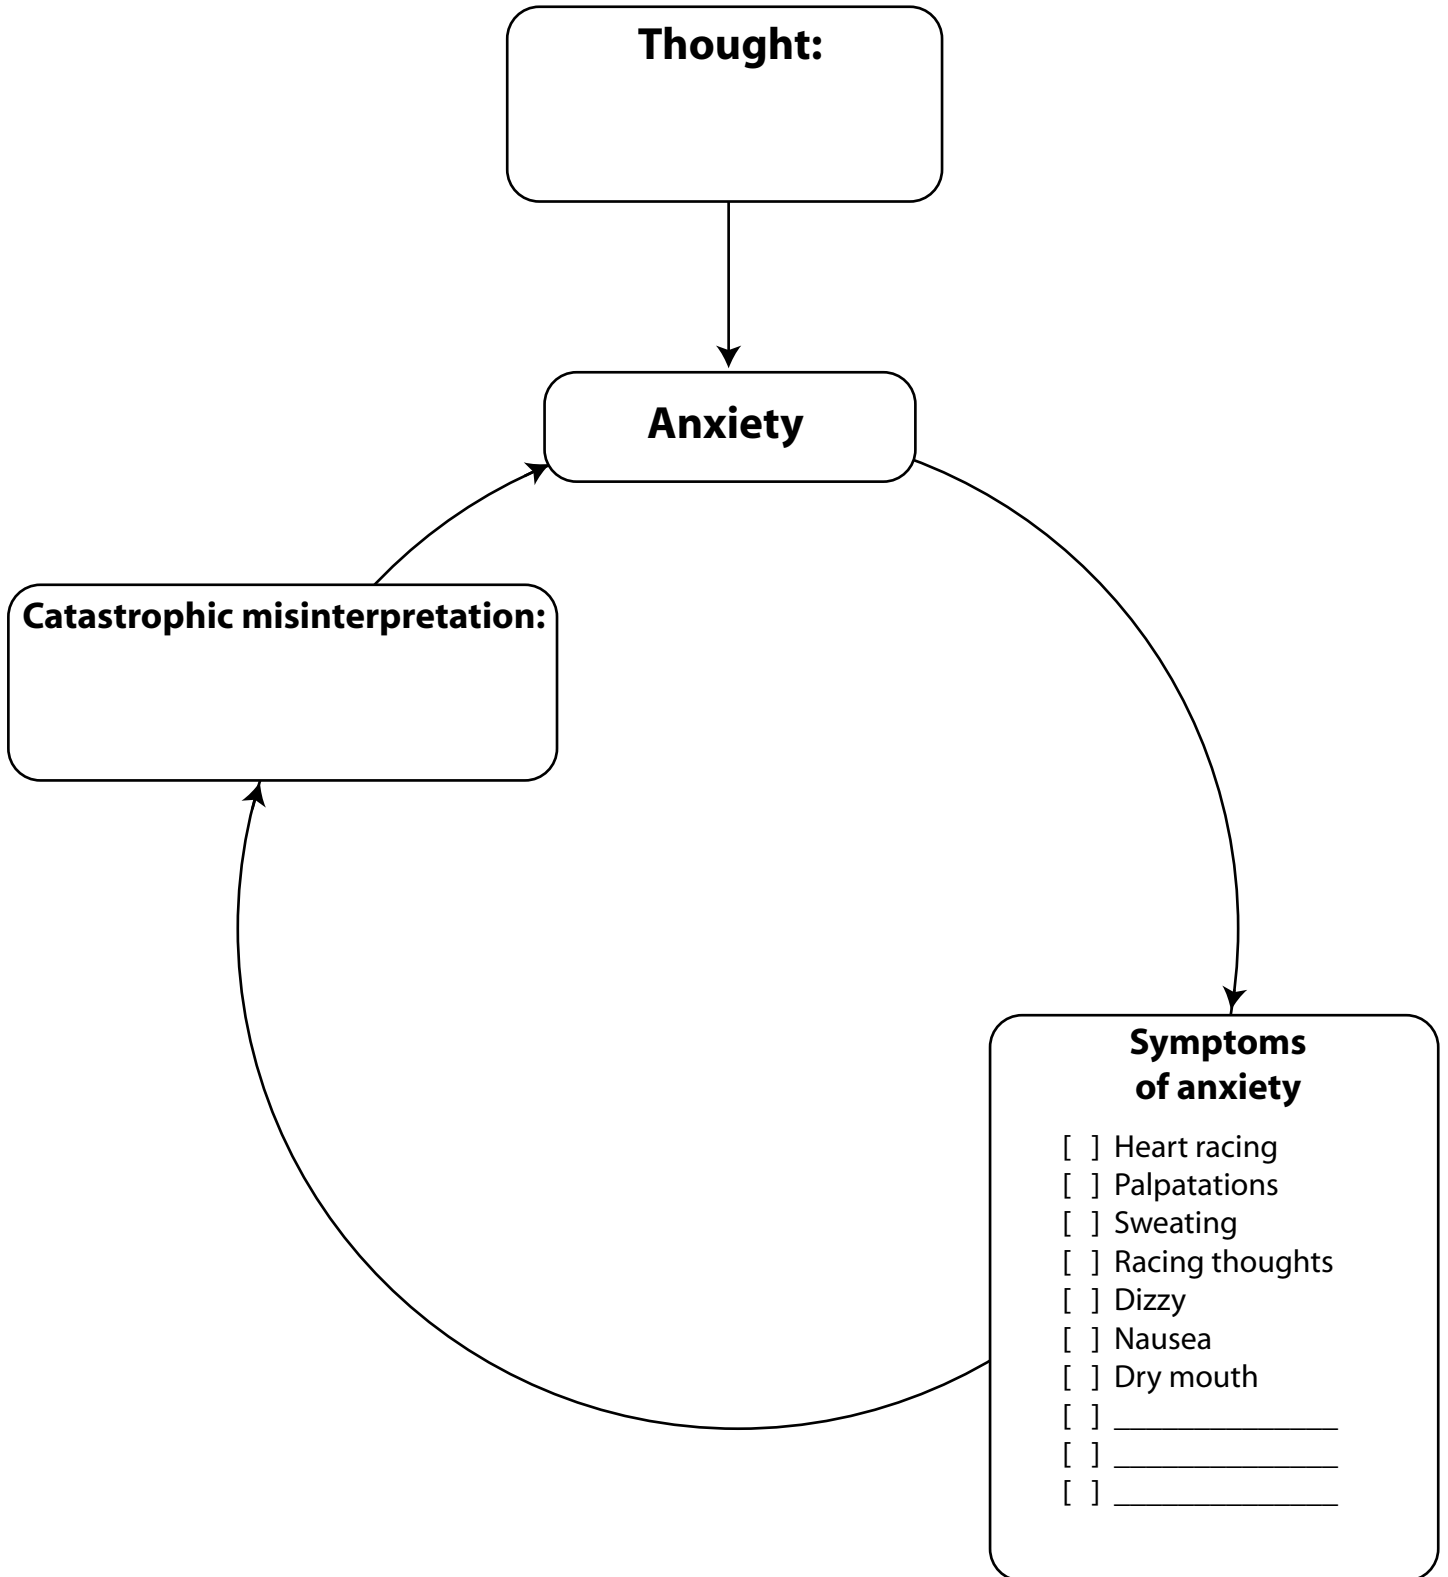 Thought:
Anxiety
Catastrophic misinterpretation:
Symptoms
of anxiety
[ ] Heart racing
[ ] Palpatations
[ ] Sweating
[ ] Racing thoughts
[ ] Dizzy
[ ] Nausea
[ ] Dry mouth
[ ] ______________
[ ] ______________
[ ] ______________